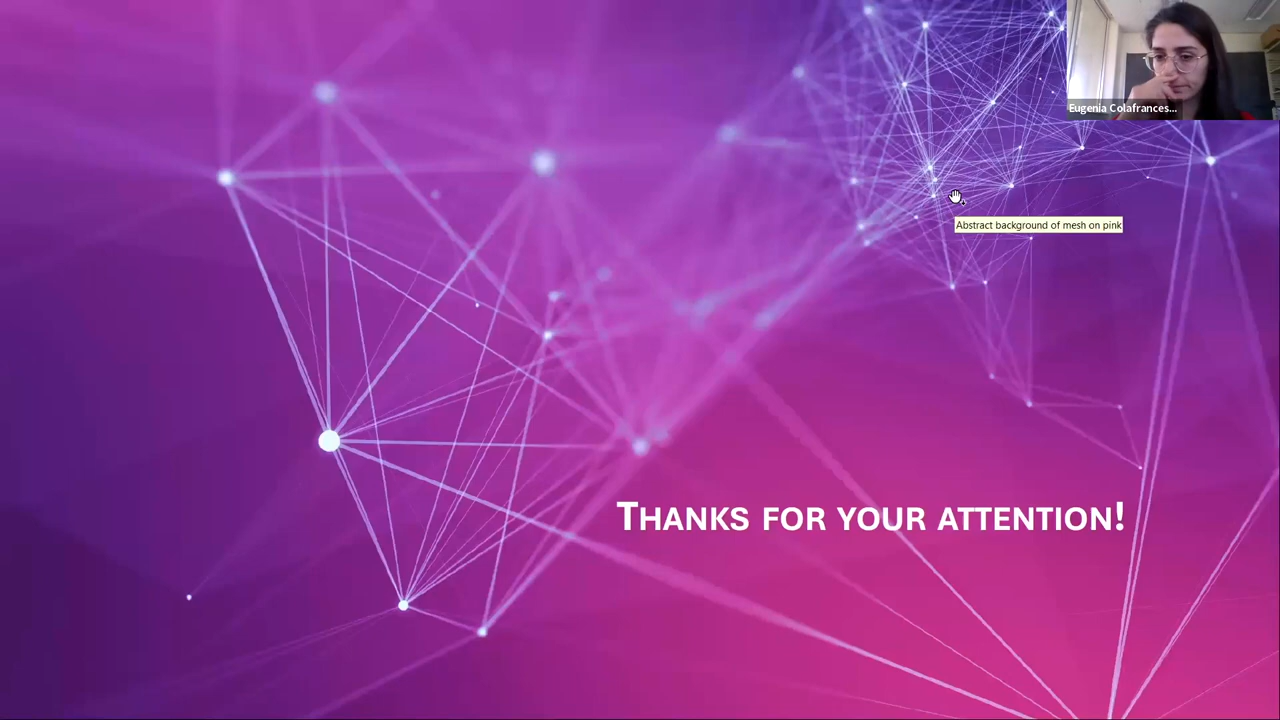 Eugenia Colafrances...
Abstract background of mesh on pink
THANKS FOR YOUR ATTENTION!